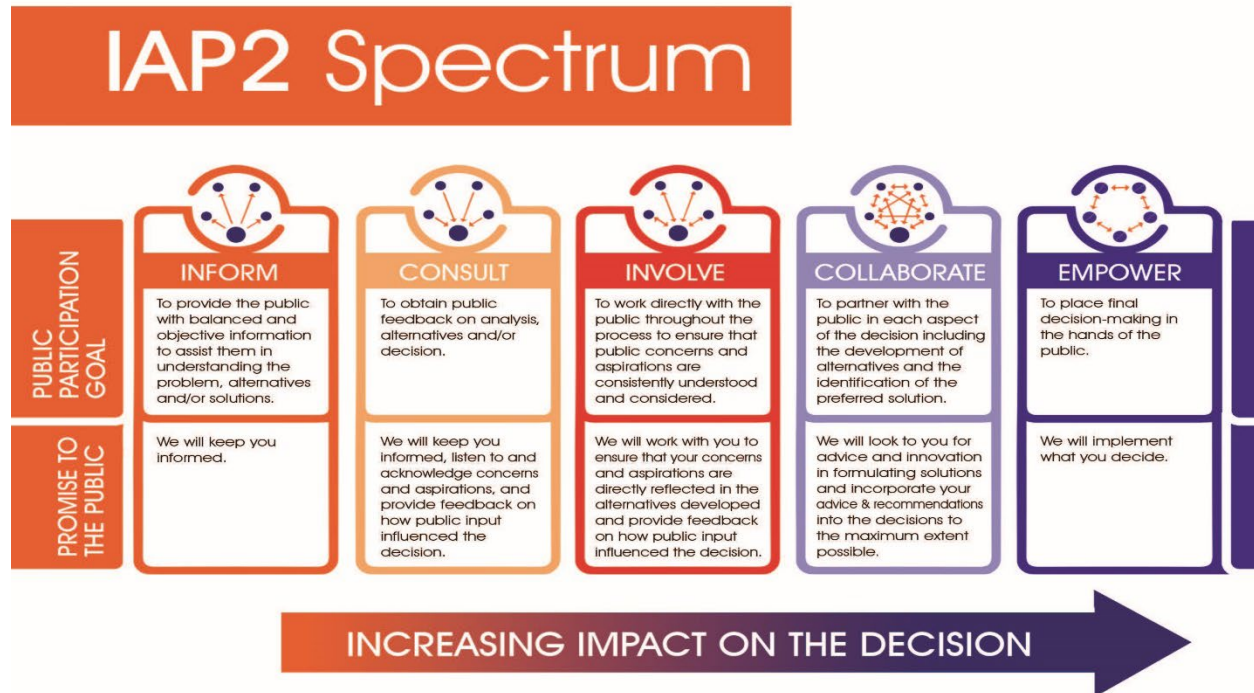 IAP2 Spectrum
INFORM
CONSULT
INVOLVE
COLLABORATE
EMPOWER
PUBLIC
PARTICIPATION
GOAL
To provide the public
with balanced and
objective information
to assist them in
understanding the
problem, alternatives
and/or solutions.
To obtain public
feedback on analysis,
alternatives and/or
decision.
To work directly with the
public throughout the
process to ensure that
public concerns and
aspirations are
consistently understood
and considered.
To partner with the
public in each aspect
of the decision including
the development of
alternatives and the
identification of the
preferred solution.
To place final
decision-making in
the hands of the
public.
PROMISE TO
THE PUBLIC
We will keep you
informed.
We will keep you
informed, listen to and
acknowledge concerns
and aspirations, and
provide feedback on
how public input
influenced the
decision.
We will work with you to
ensure that your concerns
and aspirations are
directly reflected in the
alternatives developed
and provide feedback
on how public input
influenced the decision.
We will look to you for
advice and innovation
in formulating solutions
and incorporate your
advice & recommendations
into the decisions to
the maximum extent
possible.
We will implement
what you decide.
INCREASING IMPACT ON THE DECISION